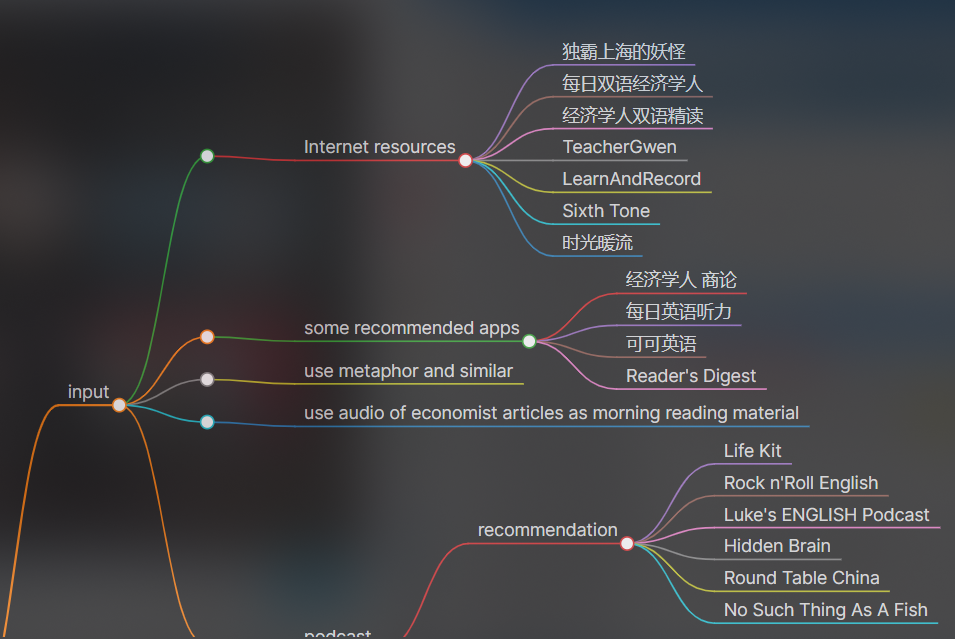 独霸上海的妖怪
每日双语经济学人
经济学人双语精读
Internet resources
TeacherGwen
LearnAndRecord
Sixth Tone
时光暖流
经济学人 商论
每日英语听力
some recommended apps
可可英语
use metaphor and similar
Reader's Digest
input
use audio of economist articles as morning reading material
Life Kit
Rock n'Roll English
Luke's ENGLISH Podcast
recommendation
Hidden Brain
Round Table China
No Such Thing As A Fish
podcast